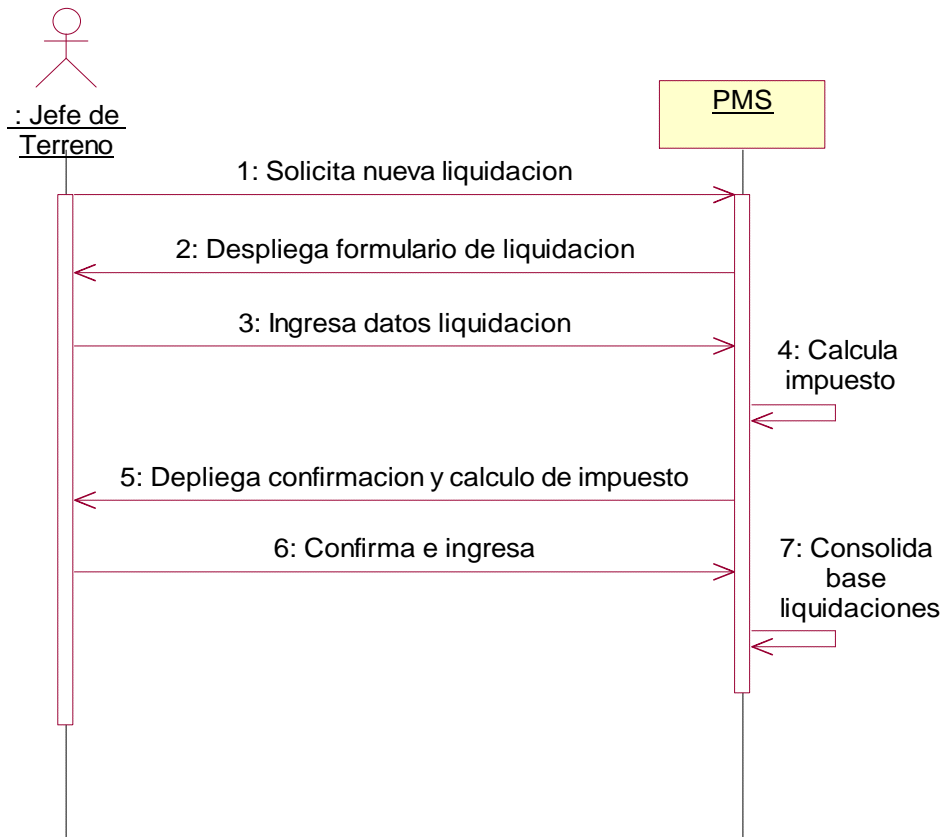 : Jefe de
Terreno
PMS
1: Solicita nueva liquidacion
2: Despliega formulario de liquidacion
3: Ingresa datos liquidacion
4: Calcula
impuesto
5: Depliega confirmacion y calculo de impuesto
6: Confirma e ingresa
7: Consolida
base
liquidaciones